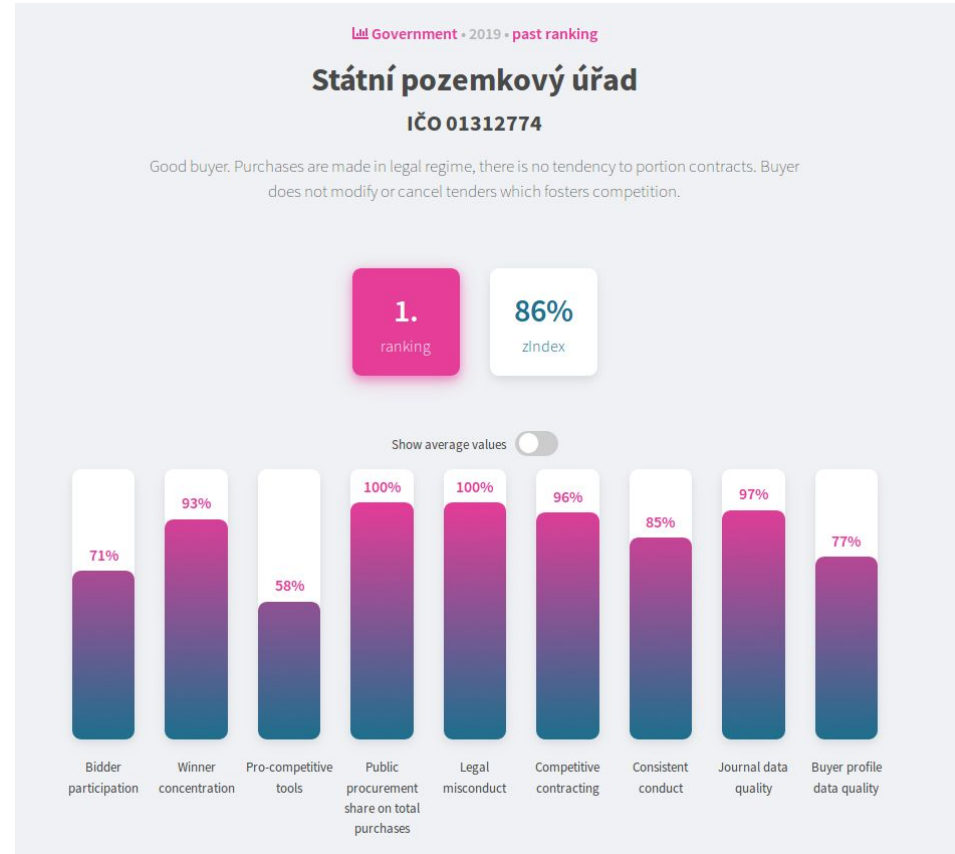 Government • 2019 • past ranking
Státní pozemkový úřad
IČO 01312774
Good buyer. Purchases are made in legal regime, there is no tendency to portion contracts. Buyer
does not modify or cancel tenders which fosters competition.
1.
ranking
86%
zIndex
Show average values
71%
93%
58%
100%
100%
96%
85%
97%
77%
Bidder
participation
Winner
concentration
Pro-competitive
tools
Public
procurement
share on total
purchases
Legal
misconduct
Competitive
contracting
Consistent
conduct
Journal data
quality
Buyer profile
data quality